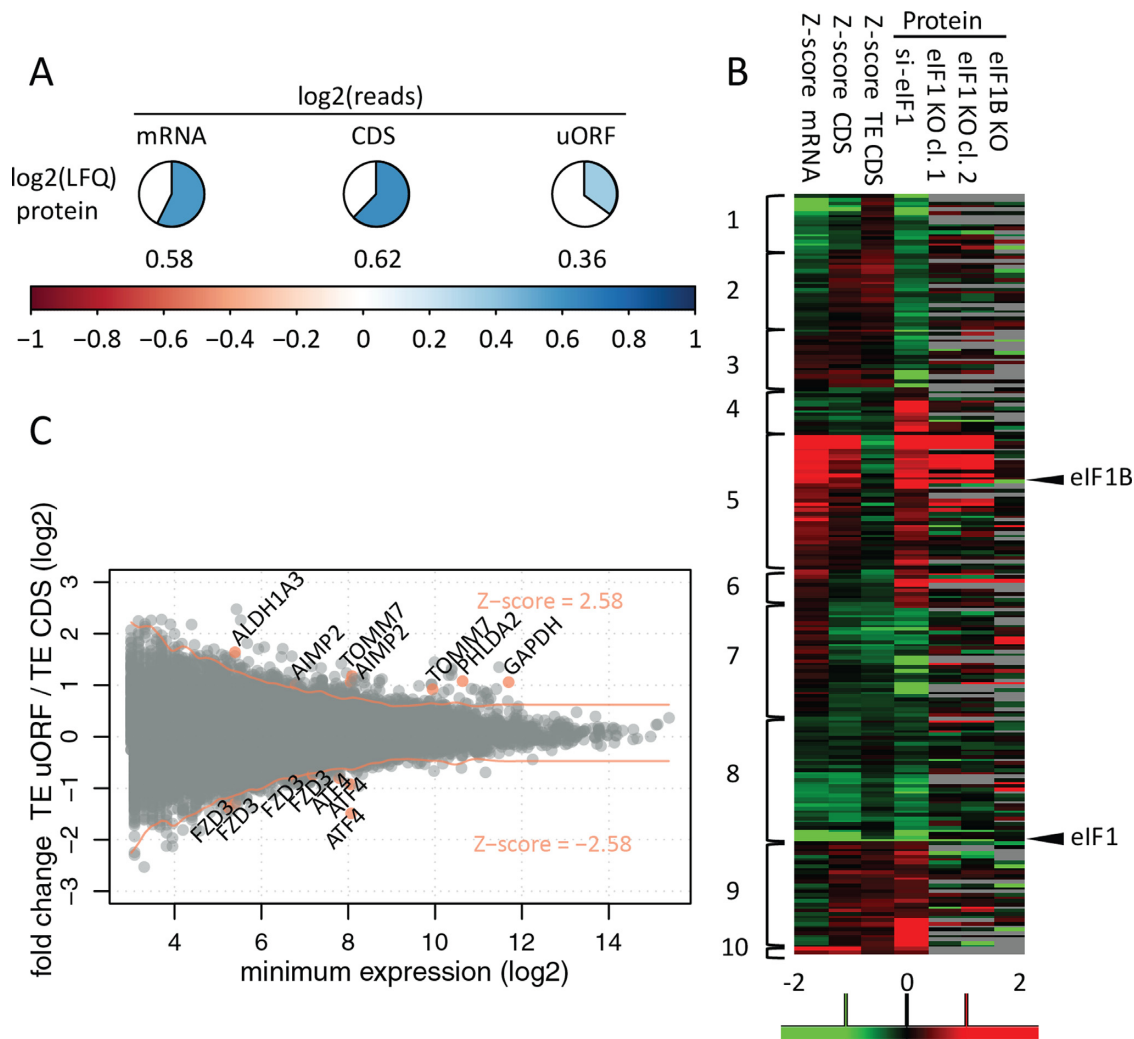 A
log2(reads)
mRNA CDS uORF
log2(LFQ)
protein
0.58 0.62 0.36
−1 −0.8 −0.6 −0.4 −0.2 0 0.2 0.4 0.6 0.8 1
B
Protein
Z-score mRNA
Z-score CDS
Z-score TE CDS
si-eIF1
eIF1 KO cl. 1
eIF1 KO cl. 2
eIF1B KO
1
2
3
4
5
6
7
8
9
10
eIF1B
eIF1
-2 0 2
C
fold change TE uORF / TE CDS (log2)
3
2
1
0
−1
−2
−3
Z−score = 2.58
ALDH1A3
AIMP2
TOMM7
AIMP2
TOMM7
PHLDA2
GAPDH
FZD3
FZD3
FZD3
FZD3
ATF4
ATF4
ATF4
Z−score = −2.58
4 6 8 10 12 14
minimum expression (log2)